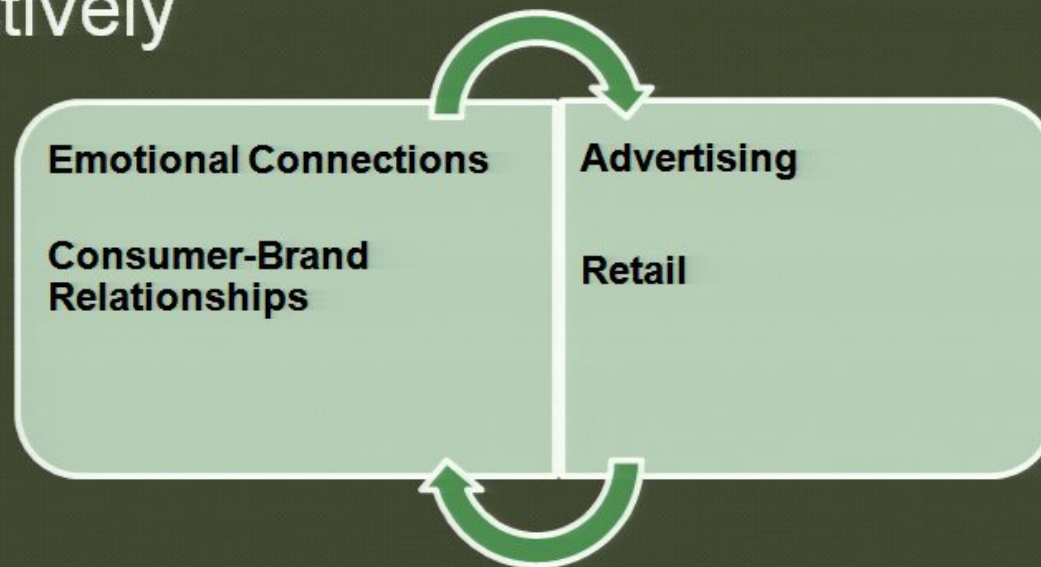 tively
Emotional Connections
Consumer-Brand
Relationships
Advertising
Retail